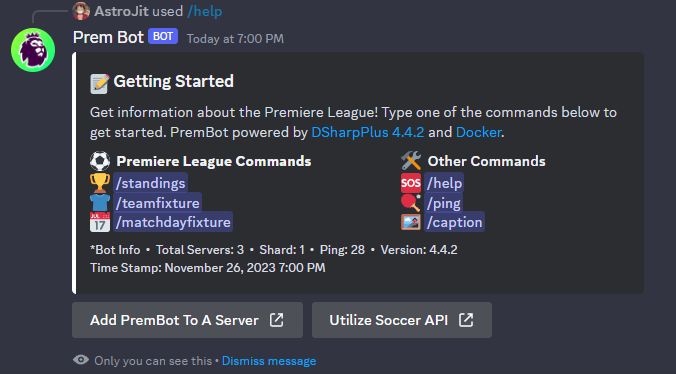 AstroJit used /help
Prem Bot BOT Today at 7:00 PM
Getting Started
Get information about the Premiere League! Type one of the commands below to
get started. PremBot powered by DSharpPlus 4.4.2 and Docker.
Premiere League Commands
/standings
/teamfixture
JUL 17 /matchdayfixture
Other Commands
SOS /help
/ping
/caption
*Bot Info • Total Servers: 3 • Shard: 1 • Ping: 28 • Version: 4.4.2
Time Stamp: November 26, 2023 7:00 PM
Add PremBot To A Server
Utilize Soccer API
Only you can see this • Dismiss message